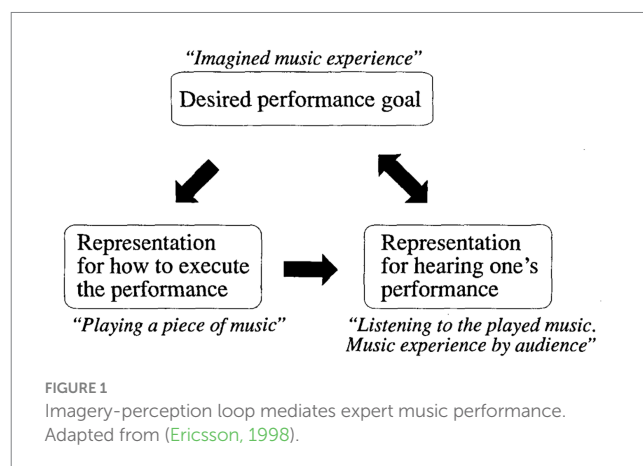 “Imagined music experience”
Desired performance goal
Representation
for how to execute
the performance
“Playing a piece of music”
Representation
for hearing one's
performance
“Listening to the played music.
Music experience by audience”
FIGURE 1
Imagery-perception loop mediates expert music performance.
Adapted from (Ericsson, 1998).